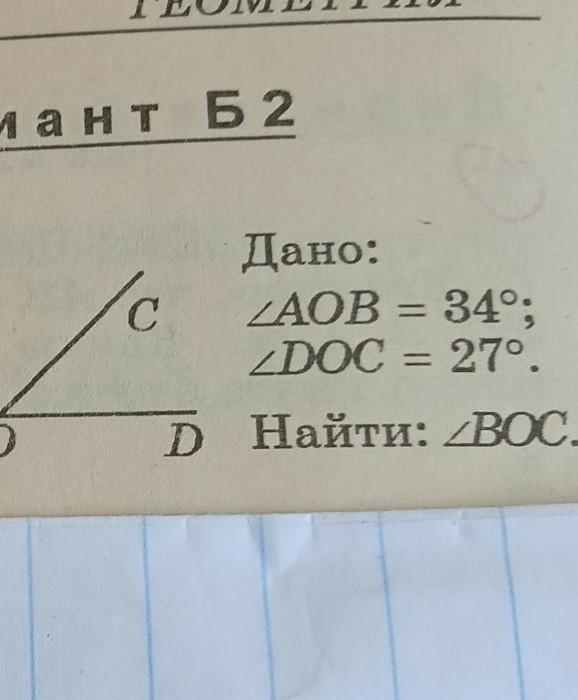 ГЕОМЕТРИЯ
иант Б2
Дано:
C
∠AOB = 34°;
∠DOC = 27°.
O
D
Найти: ∠BOC.